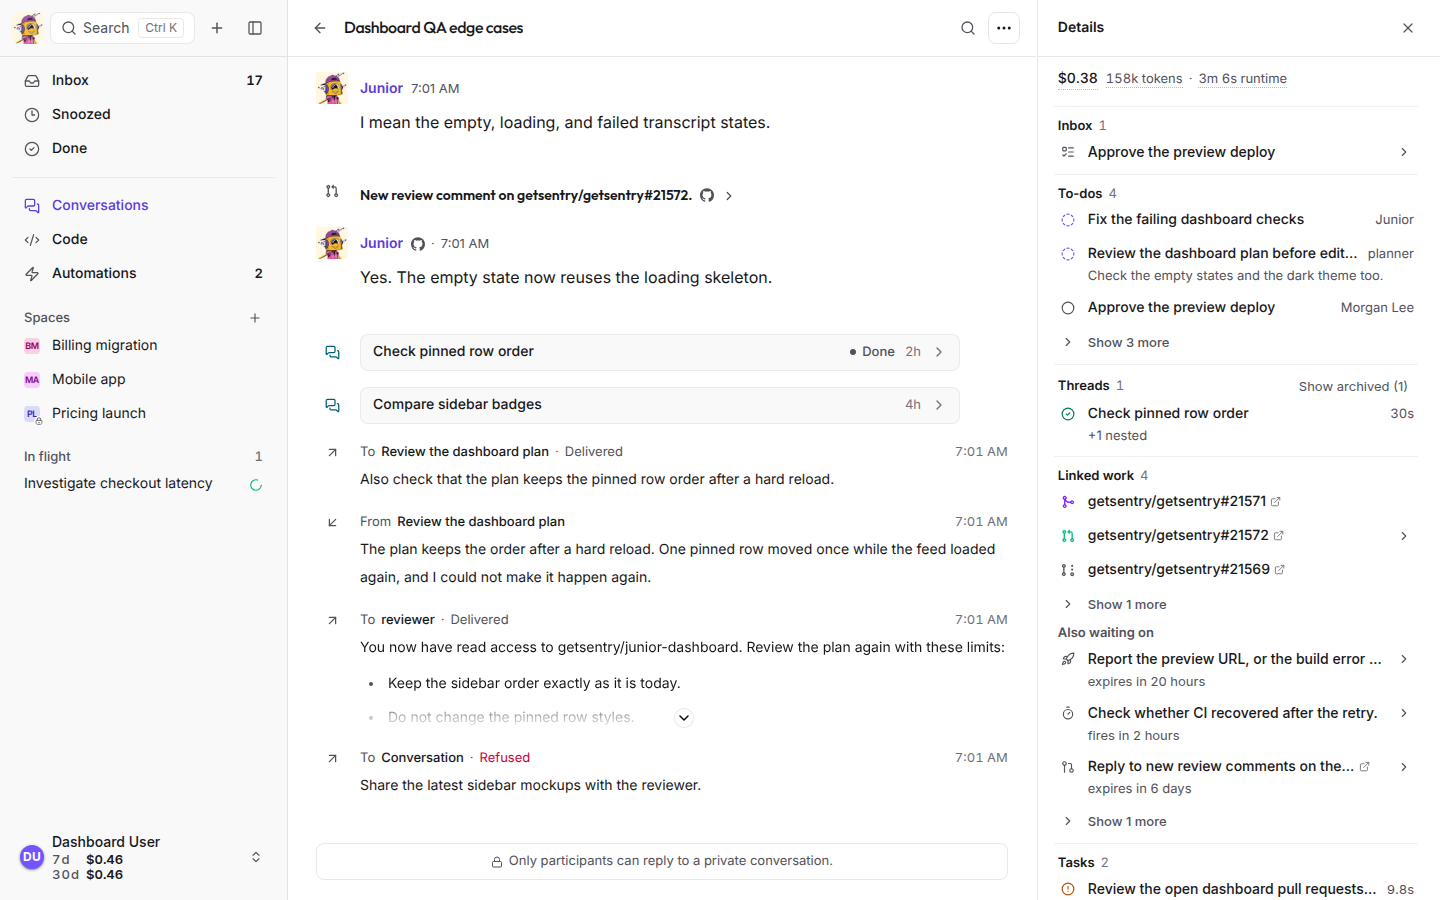 Search Ctrl K
Inbox 17
Snoozed
Done
Conversations
Code
Automations 2
Spaces
BM Billing migration
MA Mobile app
PL Pricing launch
In flight 1
Investigate checkout latency
DU Dashboard User
7d $0.46
30d $0.46
Dashboard QA edge cases
Junior 7:01 AM
I mean the empty, loading, and failed transcript states.
New review comment on getsentry/getsentry#21572.
Junior · 7:01 AM
Yes. The empty state now reuses the loading skeleton.
Check pinned row order Done 2h
Compare sidebar badges 4h
To Review the dashboard plan · Delivered 7:01 AM
Also check that the plan keeps the pinned row order after a hard reload.
From Review the dashboard plan 7:01 AM
The plan keeps the order after a hard reload. One pinned row moved once while the feed loaded
again, and I could not make it happen again.
To reviewer · Delivered 7:01 AM
You now have read access to getsentry/junior-dashboard. Review the plan again with these limits:
• Keep the sidebar order exactly as it is today.
• Do not change the pinned row styles.
To Conversation · Refused 7:01 AM
Share the latest sidebar mockups with the reviewer.
Only participants can reply to a private conversation.
Details
$0.38 158k tokens · 3m 6s runtime
Inbox 1
Approve the preview deploy
To-dos 4
Fix the failing dashboard checks Junior
Review the dashboard plan before edit... planner
Check the empty states and the dark theme too.
Approve the preview deploy Morgan Lee
Show 3 more
Threads 1 Show archived (1)
Check pinned row order 30s
+1 nested
Linked work 4
getsentry/getsentry#21571
getsentry/getsentry#21572
getsentry/getsentry#21569
Show 1 more
Also waiting on
Report the preview URL, or the build error ...
expires in 20 hours
Check whether CI recovered after the retry.
fires in 2 hours
Reply to new review comments on the...
expires in 6 days
Show 1 more
Tasks 2
Review the open dashboard pull requests... 9.8s